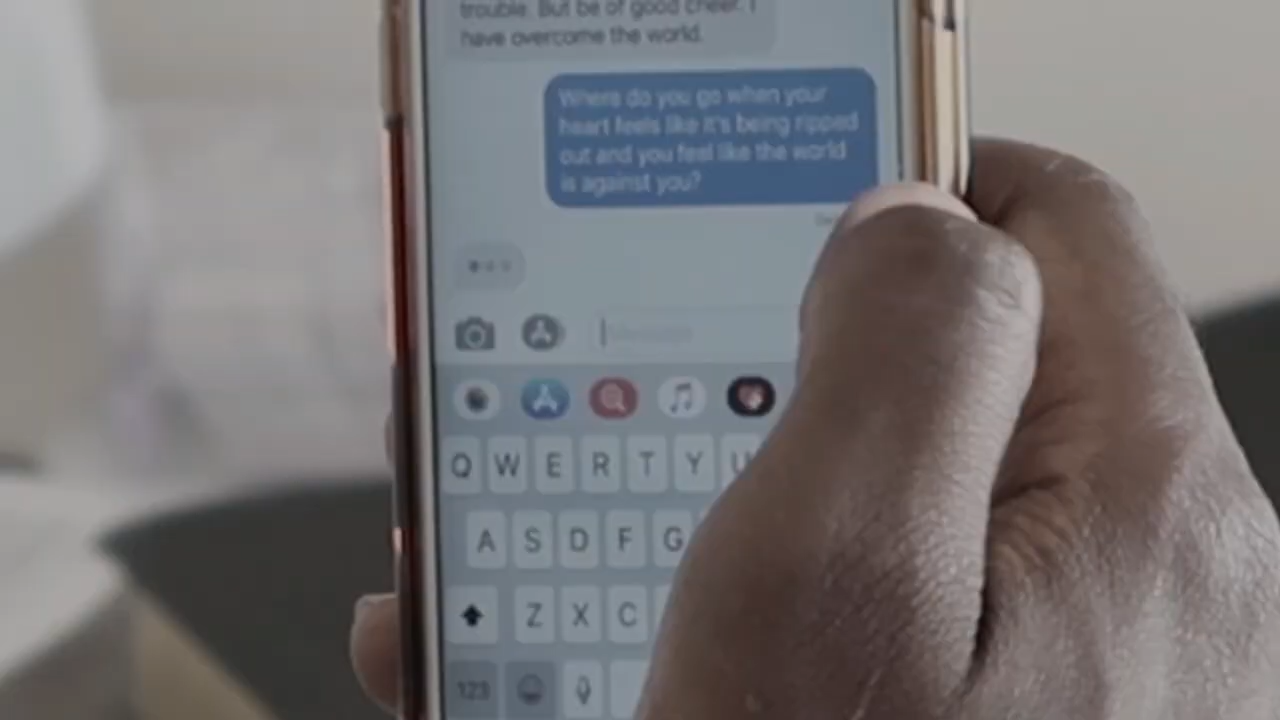 trouble. But be of good cheer. I
have overcome the world.
Where do you go when your
heart feels like it's being ripped
out and you feel like the world
is against you?
Message
Q W E R T Y U
A S D F G
Z X C
123